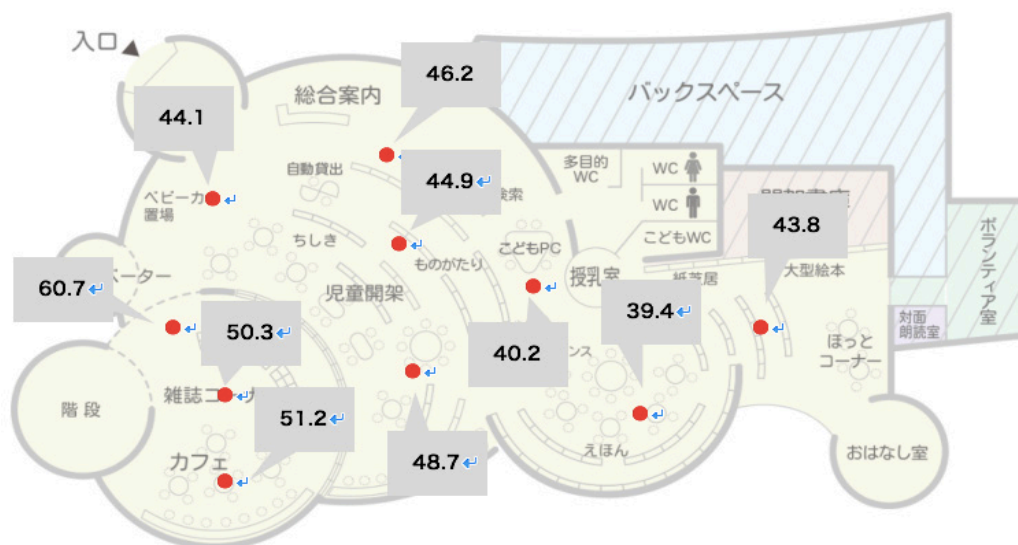 入口
総合案内
46.2
44.1
バックスペース
自動貸出
44.9
検索
多目的
WC
WC
WC
こどもWC
ベビーカ
置場
ちしき
ものがたり
こどもPC
43.8
ボランティア室
60.7
ベーター
児童開架
授乳室
紙芝居
大型絵本
50.3
39.4
対面
朗読室
40.2
ンス
ほっと
コーナー
階段
雑誌コーナ
51.2
48.7
えほん
おはなし室
カフェ